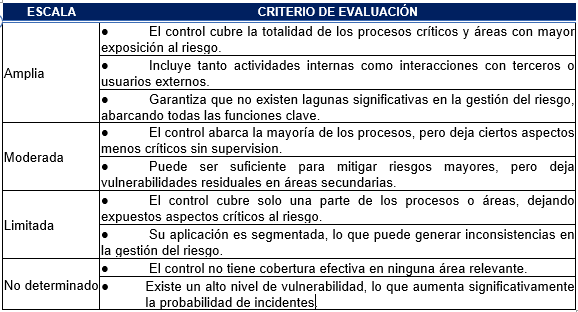 ESCALA CRITERIO DE EVALUACIÓN
Amplia
● El control cubre la totalidad de los procesos críticos y áreas con mayor
exposición al riesgo.
● Incluye tanto actividades internas como interacciones con terceros o
usuarios externos.
● Garantiza que no existen lagunas significativas en la gestión del riesgo,
abarcando todas las funciones clave.
Moderada
● El control abarca la mayoría de los procesos, pero deja ciertos aspectos
menos críticos sin supervision.
● Puede ser suficiente para mitigar riesgos mayores, pero deja
vulnerabilidades residuales en áreas secundarias.
Limitada
● El control cubre solo una parte de los procesos o áreas, dejando
expuestos aspectos críticos al riesgo.
● Su aplicación es segmentada, lo que puede generar inconsistencias en
la gestión del riesgo.
No determinado
● El control no tiene cobertura efectiva en ninguna área relevante.
● Existe un alto nivel de vulnerabilidad, lo que aumenta significativamente
la probabilidad de incidentes.